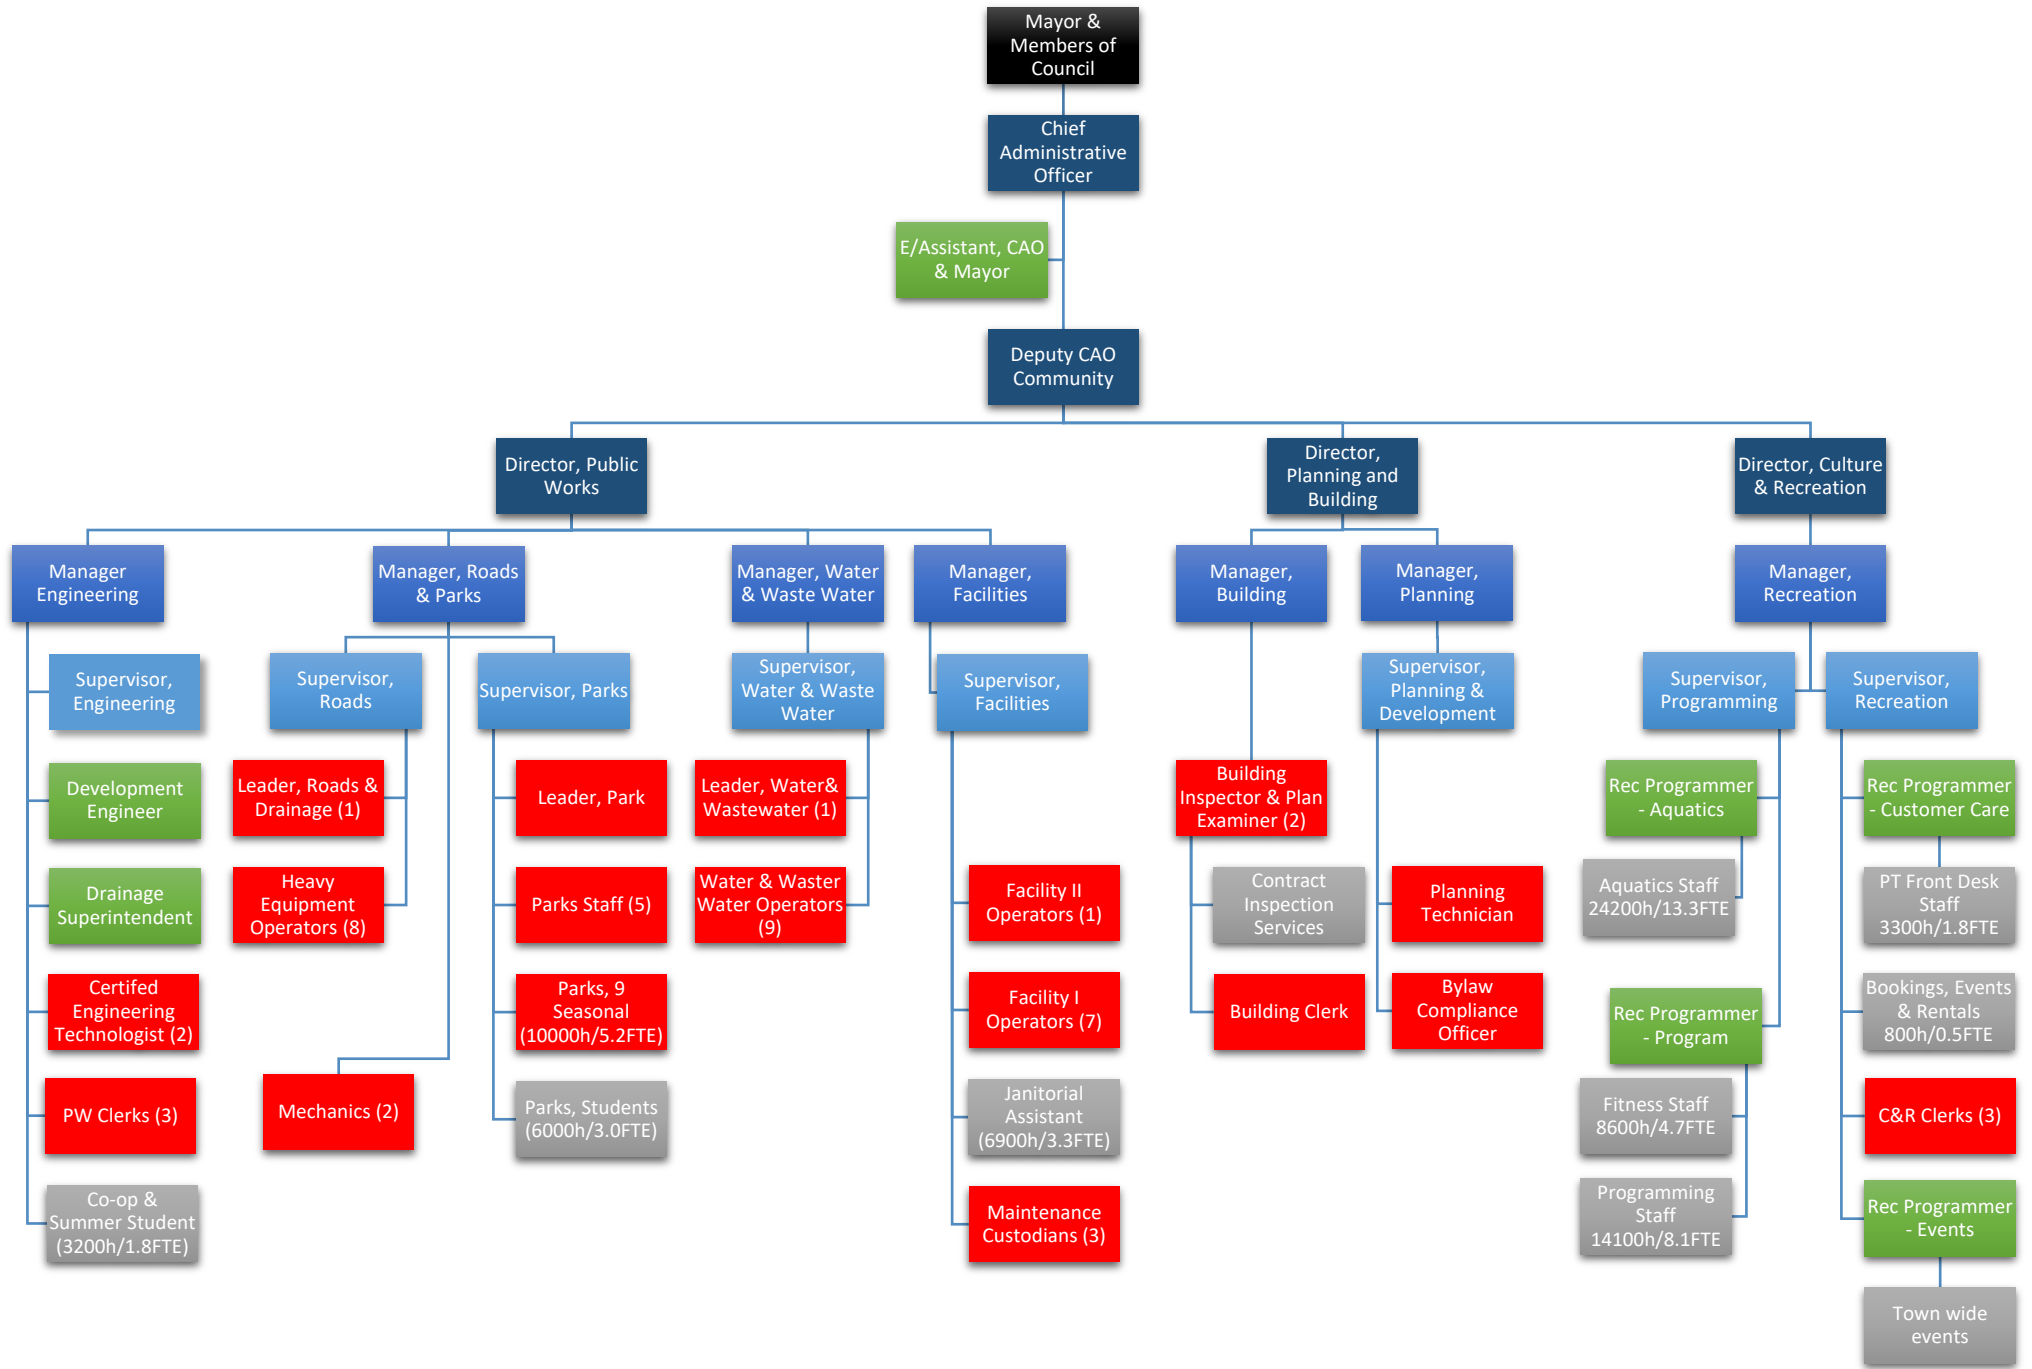 Mayor &
Members of
Council
Chief
Administrative
Officer
E/Assistant, CAO
& Mayor
Deputy CAO
Community
Director, Public
Works
Director,
Planning and
Building
Director, Culture
& Recreation
Manager
Engineering
Manager, Roads
& Parks
Manager, Water
& Waste Water
Manager,
Facilities
Manager,
Building
Manager,
Planning
Manager,
Recreation
Supervisor,
Engineering
Supervisor,
Roads
Supervisor, Parks
Supervisor,
Water & Waste
Water
Supervisor,
Facilities
Supervisor,
Planning &
Development
Supervisor,
Programming
Supervisor,
Recreation
Development
Engineer
Leader, Roads &
Drainage (1)
Leader, Park
Leader, Water&
Wastewater (1)
Building
Inspector & Plan
Examiner (2)
Rec Programmer
- Aquatics
Rec Programmer
- Customer Care
Drainage
Superintendent
Heavy
Equipment
Operators (8)
Parks Staff (5)
Water & Waster
Water Operators
(9)
Facility II
Operators (1)
Contract
Inspection
Services
Planning
Technician
Aquatics Staff
24200h/13.3FTE
PT Front Desk
Staff
3300h/1.8FTE
Certifed
Engineering
Technologist (2)
Parks, 9
Seasonal
(10000h/5.2FTE)
Facility I
Operators (7)
Building Clerk
Bylaw
Compliance
Officer
Rec Programmer
- Program
Bookings, Events
& Rentals
800h/0.5FTE
PW Clerks (3)
Mechanics (2)
Parks, Students
(6000h/3.0FTE)
Janitorial
Assistant
(6900h/3.3FTE)
Fitness Staff
8600h/4.7FTE
C&R Clerks (3)
Co-op &
Summer Student
(3200h/1.8FTE)
Maintenance
Custodians (3)
Programming
Staff
14100h/8.1FTE
Rec Programmer
- Events
Town wide
events